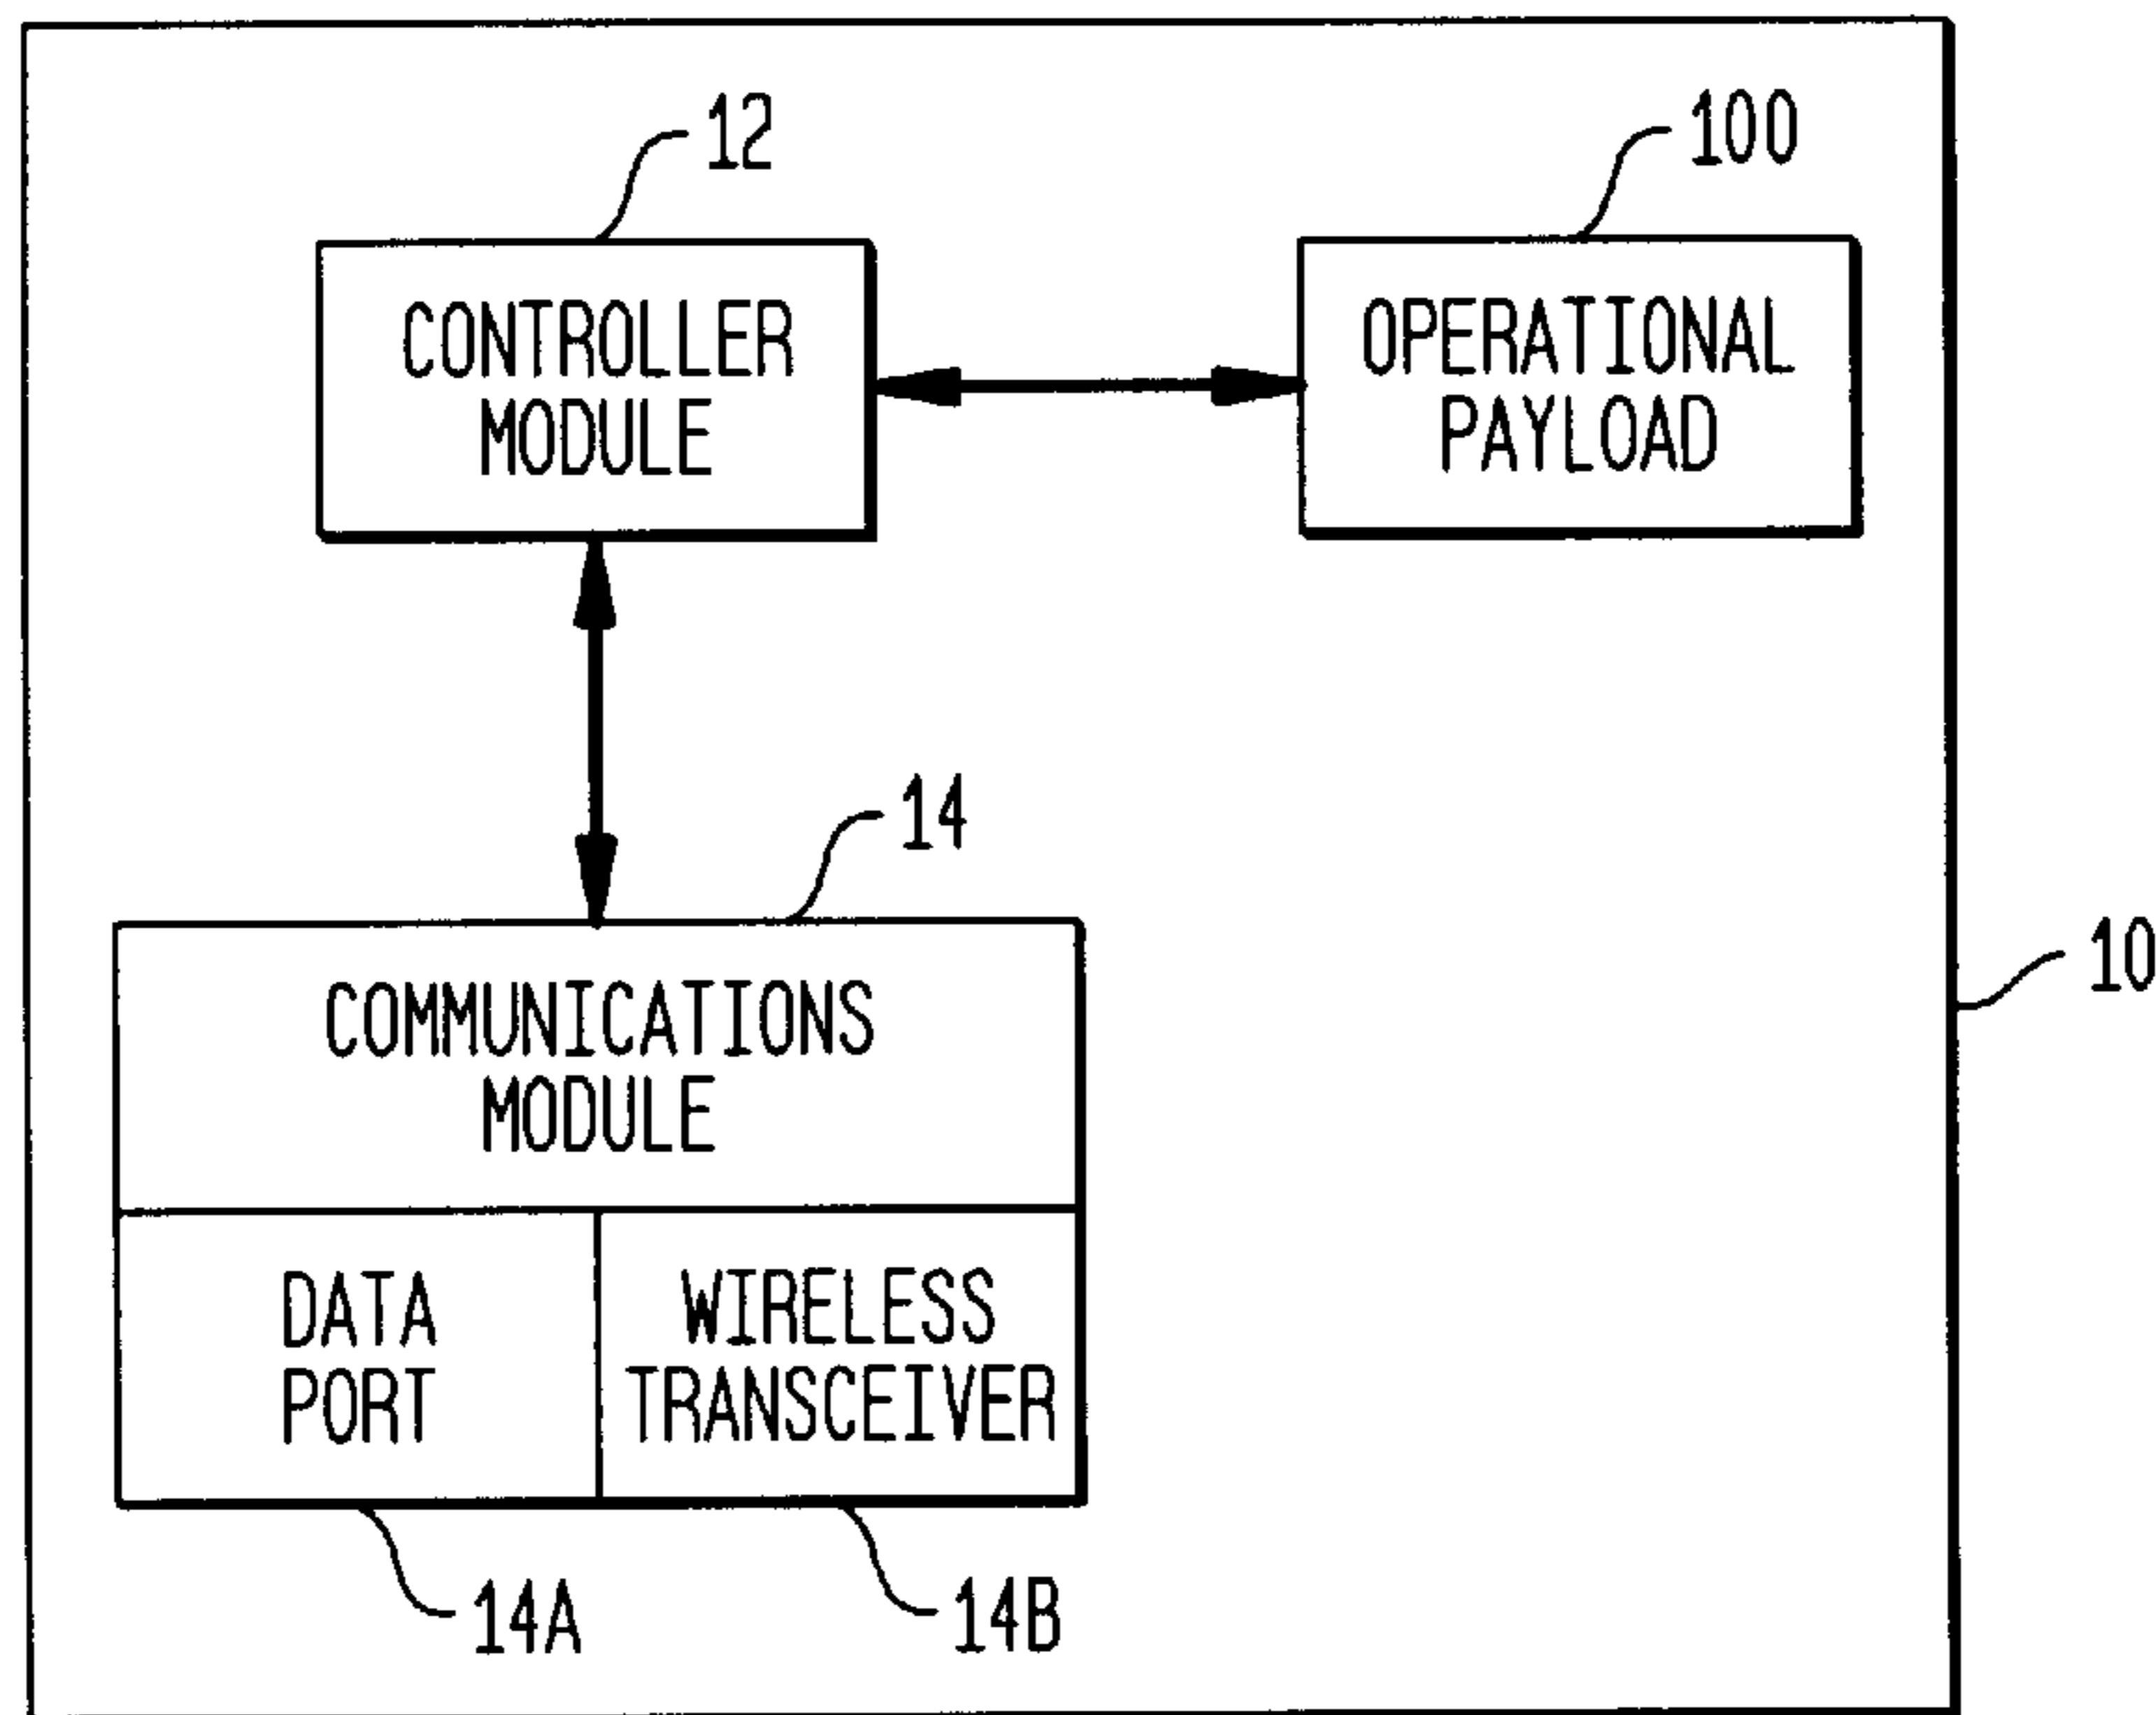 12
100
CONTROLLER
MODULE
OPERATIONAL
PAYLOAD
14
10
COMMUNICATIONS
MODULE
DATA
PORT
WIRELESS
TRANSCEIVER
14A
14B